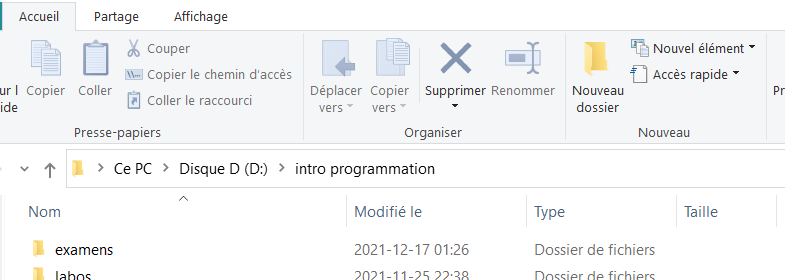 Accueil Partage Affichage
Couper
Copier le chemin d'accès
Coller le raccourci
Copier Coller
Déplacer vers
Copier vers
Supprimer Renommer
Nouveau dossier
Nouvel élément
Accès rapide
Presse-papiers Organiser Nouveau
Ce PC > Disque D (D:) > intro programmation
Nom Modifié le Type Taille
examens 2021-12-17 01:26 Dossier de fichiers
labos 2021-11-25 22:38 Dossier de fichiers